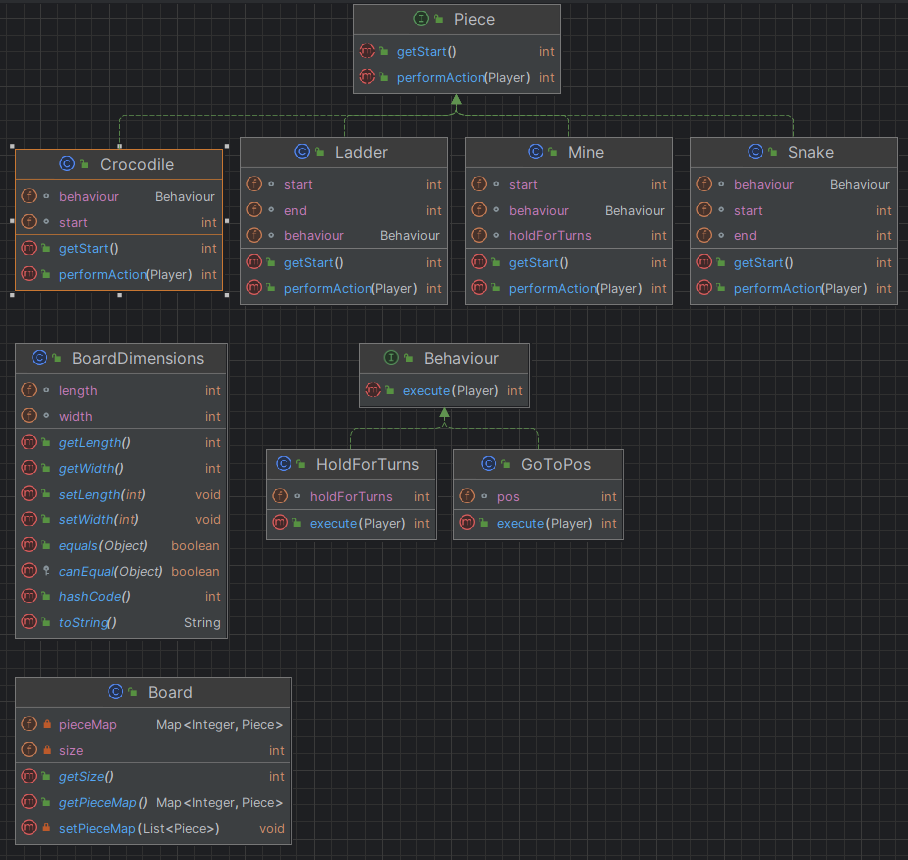 Piece
getStart() int
performAction(Player) int
Crocodile
behaviour Behaviour
start int
getStart() int
performAction(Player) int
Ladder
start int
end int
behaviour Behaviour
getStart() int
performAction(Player) int
Mine
start int
behaviour Behaviour
holdForTurns int
getStart() int
performAction(Player) int
Snake
behaviour Behaviour
start int
end int
getStart() int
performAction(Player) int
BoardDimensions
length int
width int
getLength() int
getWidth() int
setLength(int) void
setWidth(int) void
equals(Object) boolean
canEqual(Object) boolean
hashCode() int
toString() String
Behaviour
execute(Player) int
HoldForTurns
holdForTurns int
execute(Player) int
GoToPos
pos int
execute(Player) int
Board
pieceMap Map<Integer, Piece>
size int
getSize() int
getPieceMap() Map<Integer, Piece>
setPieceMap(List<Piece>) void